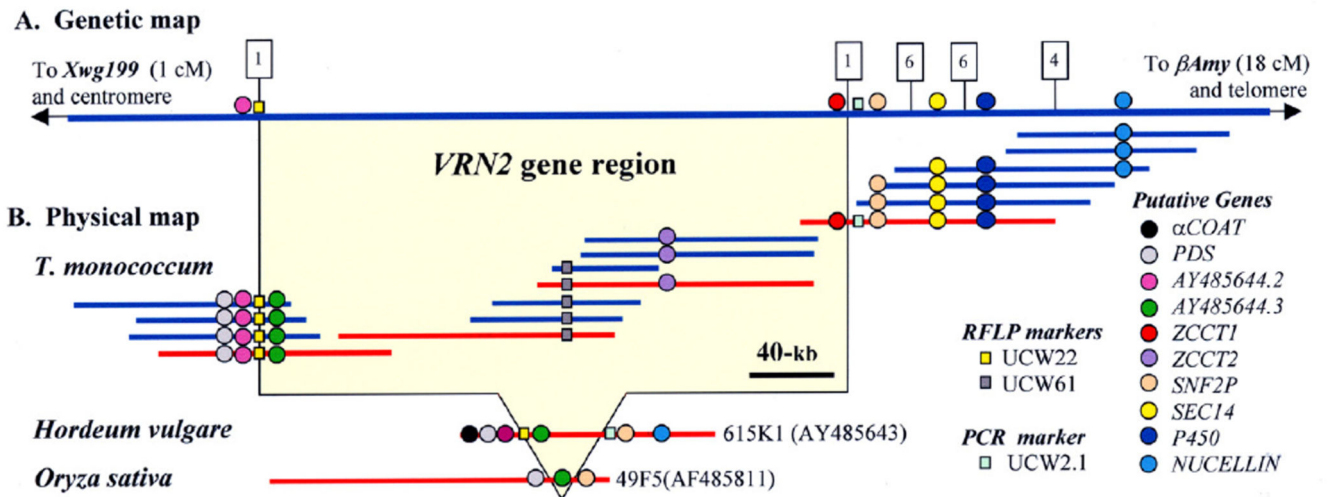 A. Genetic map
To Xwg199 (1 cM)
and centromere
1
1
6
6
4
To βAmy (18 cM)
and telomere
VRN2 gene region
B. Physical map
T. monococcum
40-kb
Putative Genes
αCOAT
PDS
AY485644.2
AY485644.3
ZCCT1
ZCCT2
SNF2P
SEC14
P450
NUCELLIN
RFLP markers
UCW22
UCW61
PCR marker
UCW2.1
Hordeum vulgare
615K1 (AY485643)
Oryza sativa
49F5(AF485811)